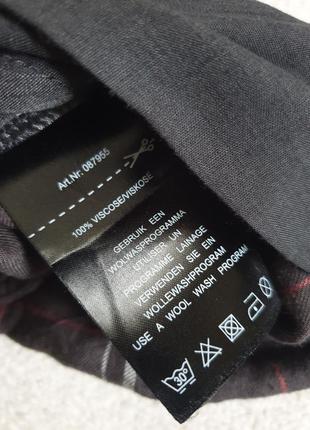 Art.Nr. 087955
100% VISCOSE/VISKOSE
GEBRUIK EEN
WOLWASPROGRAMMA
UTILISER UN
PROGRAMME LAINAGE
VERWENDEN SIE
WOLLEWASHPROGRAM
USE A WOOL WASH PROGRAM
30°